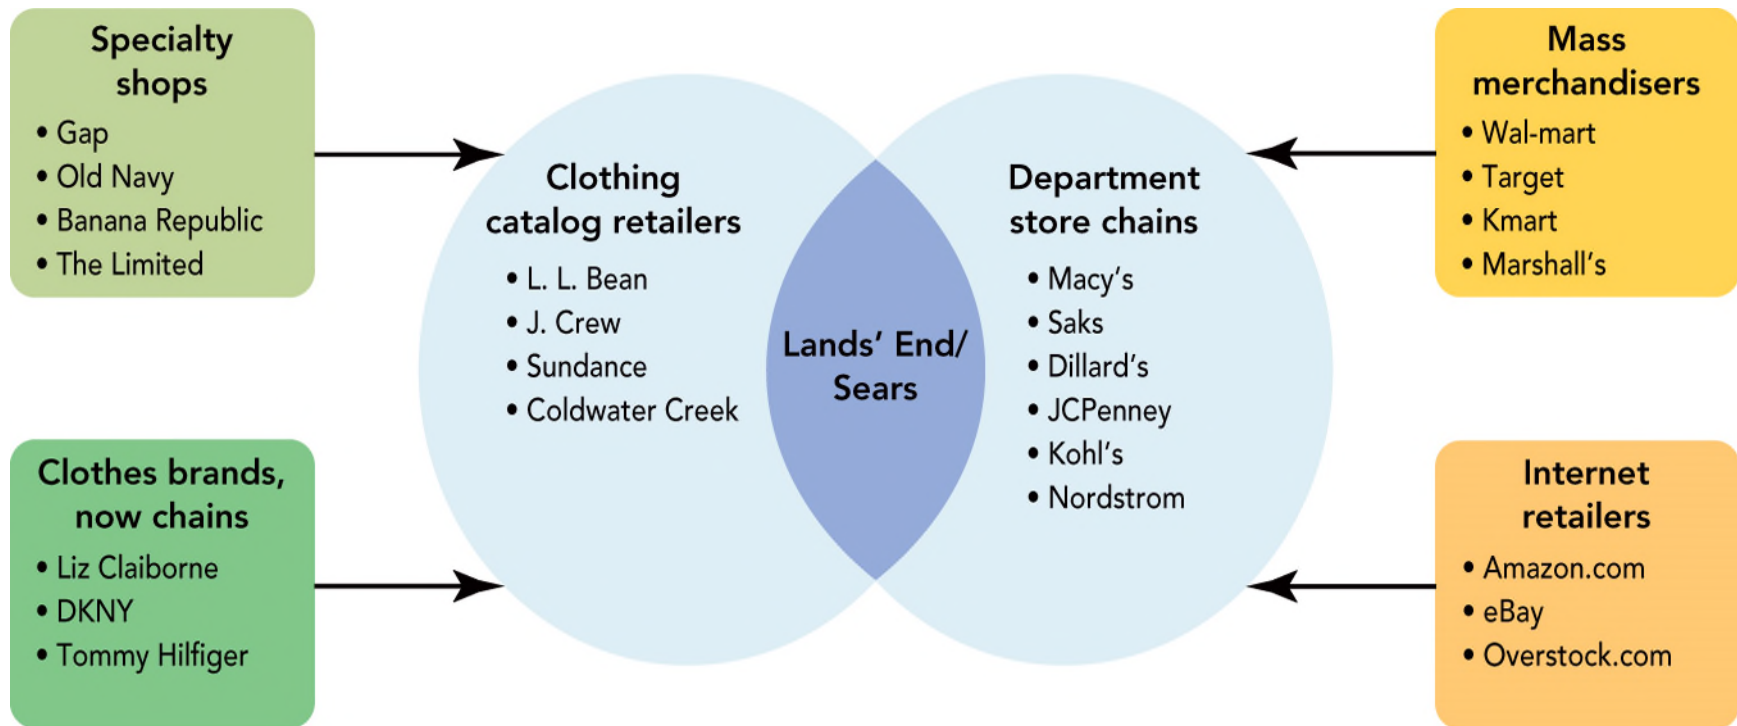 Specialty
shops
• Gap
• Old Navy
• Banana Republic
• The Limited
Clothes brands,
now chains
• Liz Claiborne
• DKNY
• Tommy Hilfiger
Clothing
catalog retailers
• L. L. Bean
• J. Crew
• Sundance
• Coldwater Creek
Lands’ End/
Sears
Department
store chains
• Macy’s
• Saks
• Dillard’s
• JCPenney
• Kohl’s
• Nordstrom
Mass
merchandisers
• Wal-mart
• Target
• Kmart
• Marshall’s
Internet
retailers
• Amazon.com
• eBay
• Overstock.com